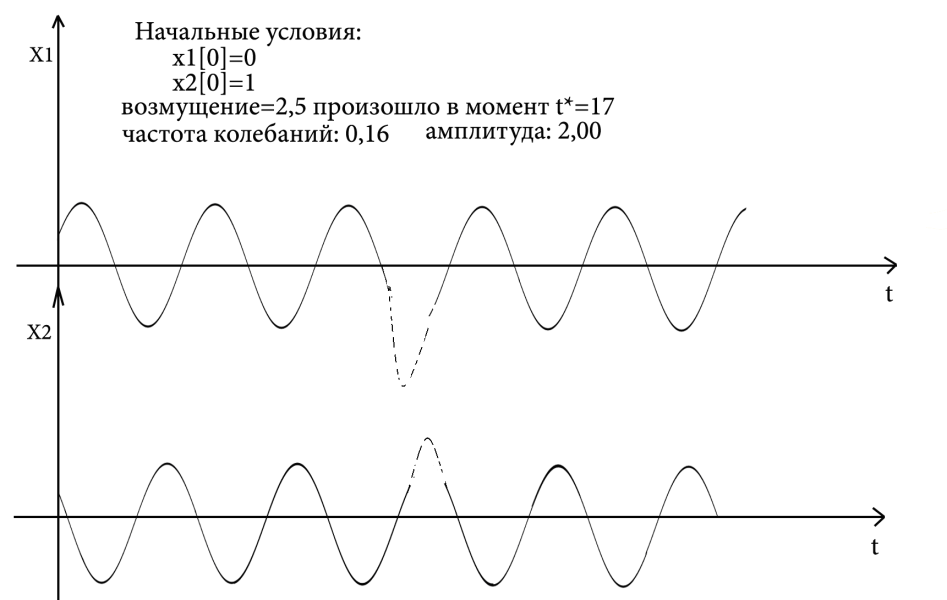 Начальные условия:
X1
x1[0]=0
x2[0]=1
возмущение=2,5 произошло в момент t*=17
частота колебаний: 0,16 амплитуда: 2,00
t
X2
t